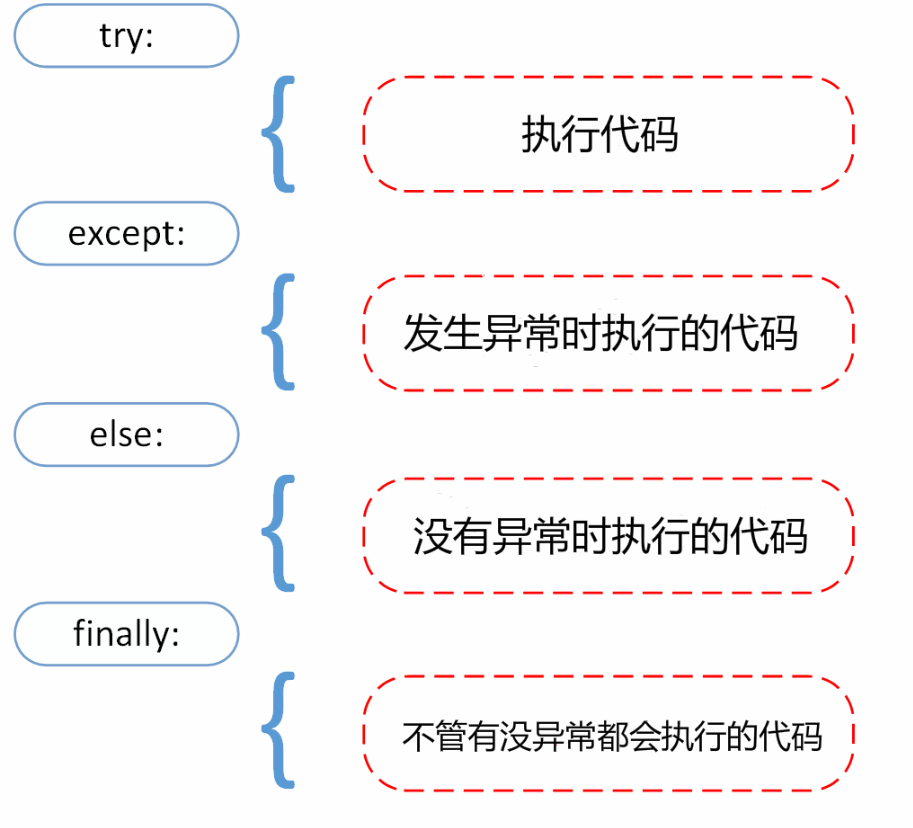 try:
执行代码
except:
发生异常时执行的代码
else:
没有异常时执行的代码
finally:
不管有没异常都会执行的代码